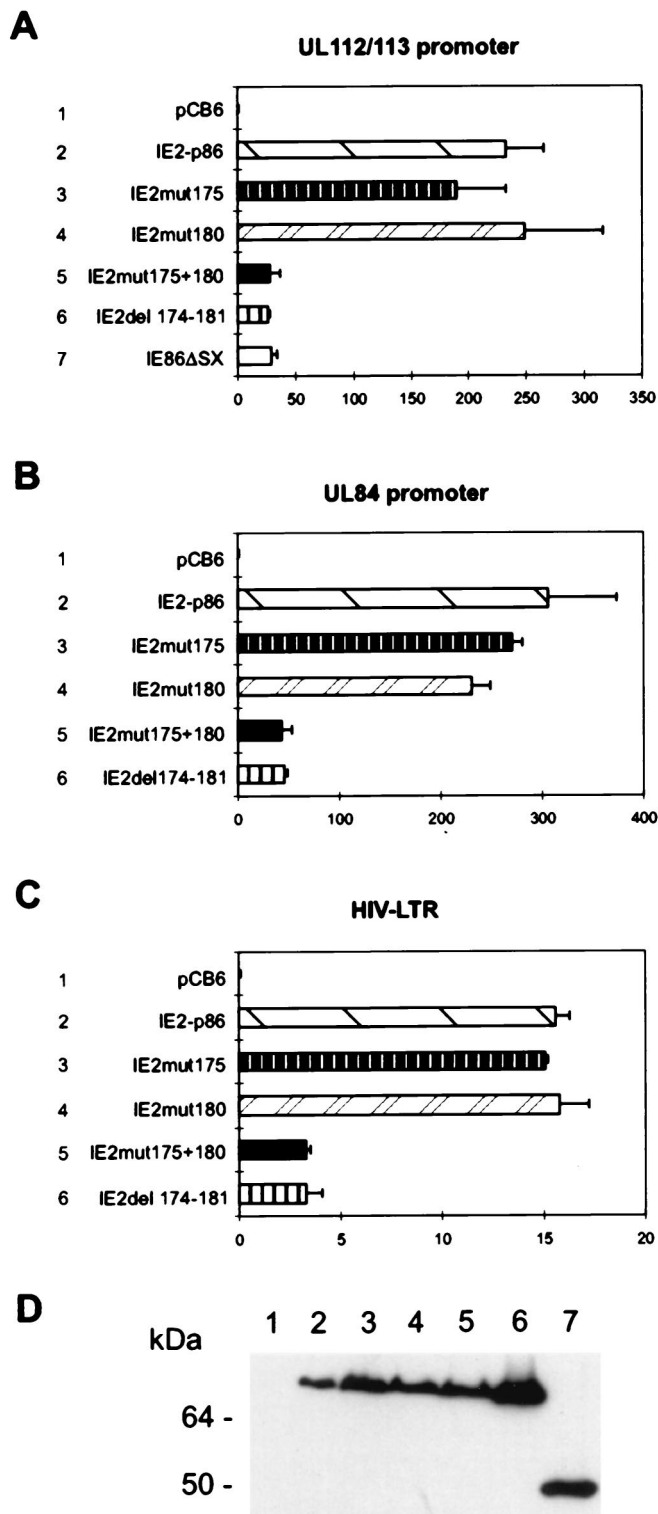 A
UL112/113 promoter
1 pCB6
2 IE2-p86
3 IE2mut175
4 IE2mut180
5 IE2mut175+180
6 IE2del 174-181
7 IE86ΔSX
0 50 100 150 200 250 300 350
B
UL84 promoter
1 pCB6
2 IE2-p86
3 IE2mut175
4 IE2mut180
5 IE2mut175+180
6 IE2del174-181
0 100 200 300 400
C
HIV-LTR
1 pCB6
2 IE2-p86
3 IE2mut175
4 IE2mut180
5 IE2mut175+180
6 IE2del 174-181
0 5 10 15 20
D
kDa 1 2 3 4 5 6 7
64 -
50 -